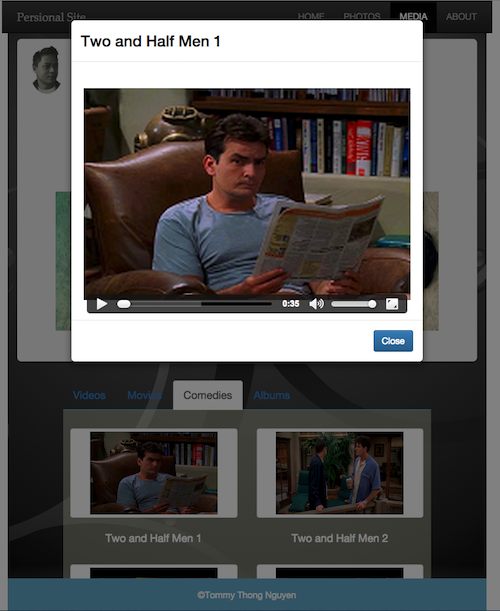 Persional Site
HOME PHOTOS MEDIA ABOUT
Two and Half Men 1
0:35
Close
Videos Movies Comedies Albums
Two and Half Men 1
Two and Half Men 2
©Tommy Thong Nguyen